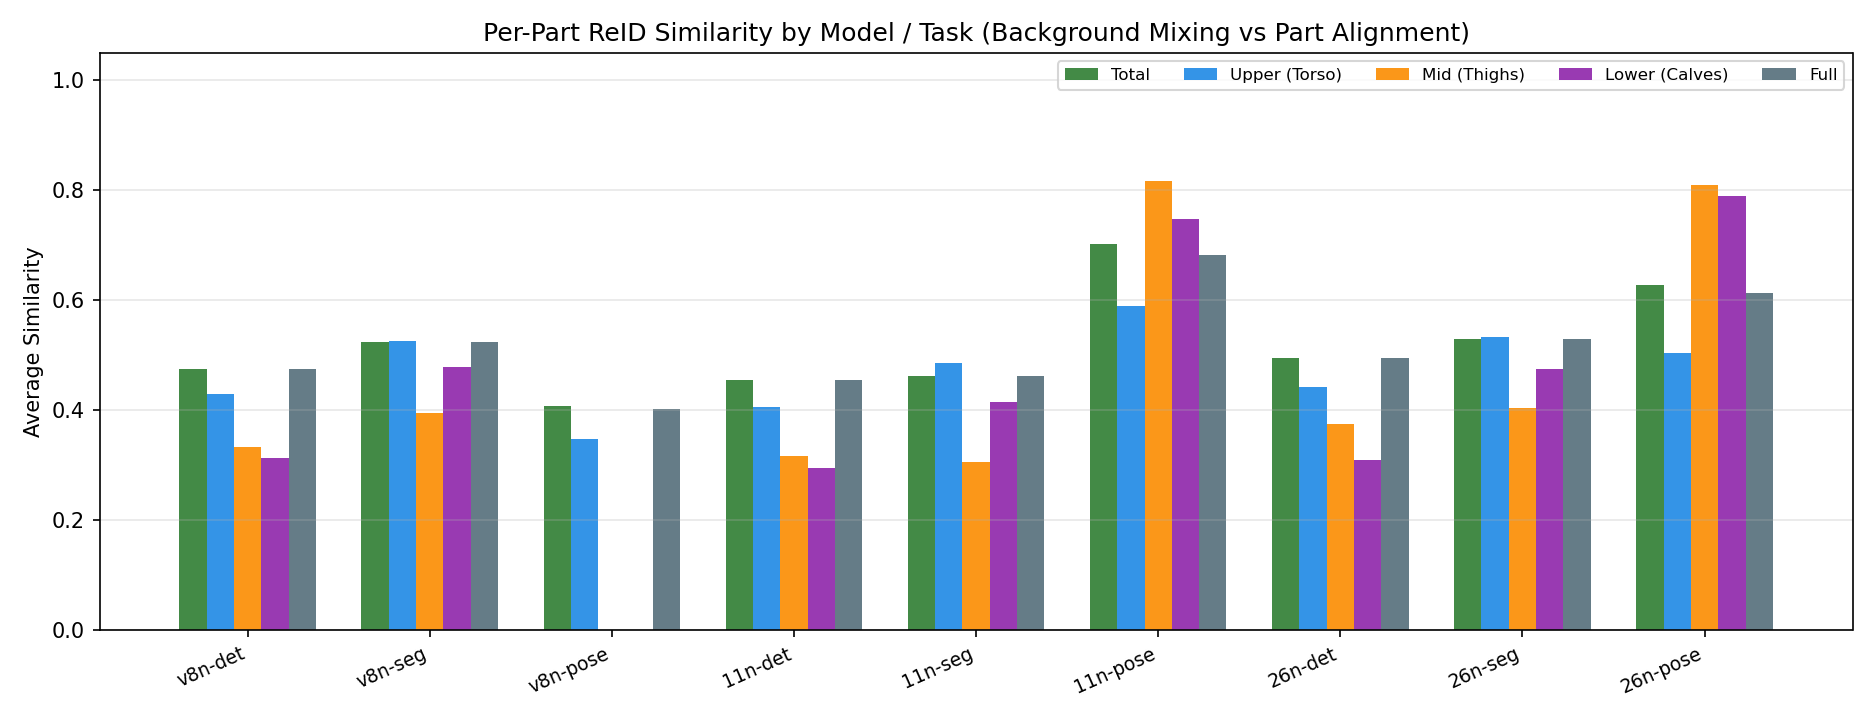 Per-Part ReID Similarity by Model / Task (Background Mixing vs Part Alignment)
Total Upper (Torso) Mid (Thighs) Lower (Calves) Full
Average Similarity
1.0
0.8
0.6
0.4
0.2
0.0
v8n-det v8n-seg v8n-pose 11n-det 11n-seg 11n-pose 26n-det 26n-seg 26n-pose